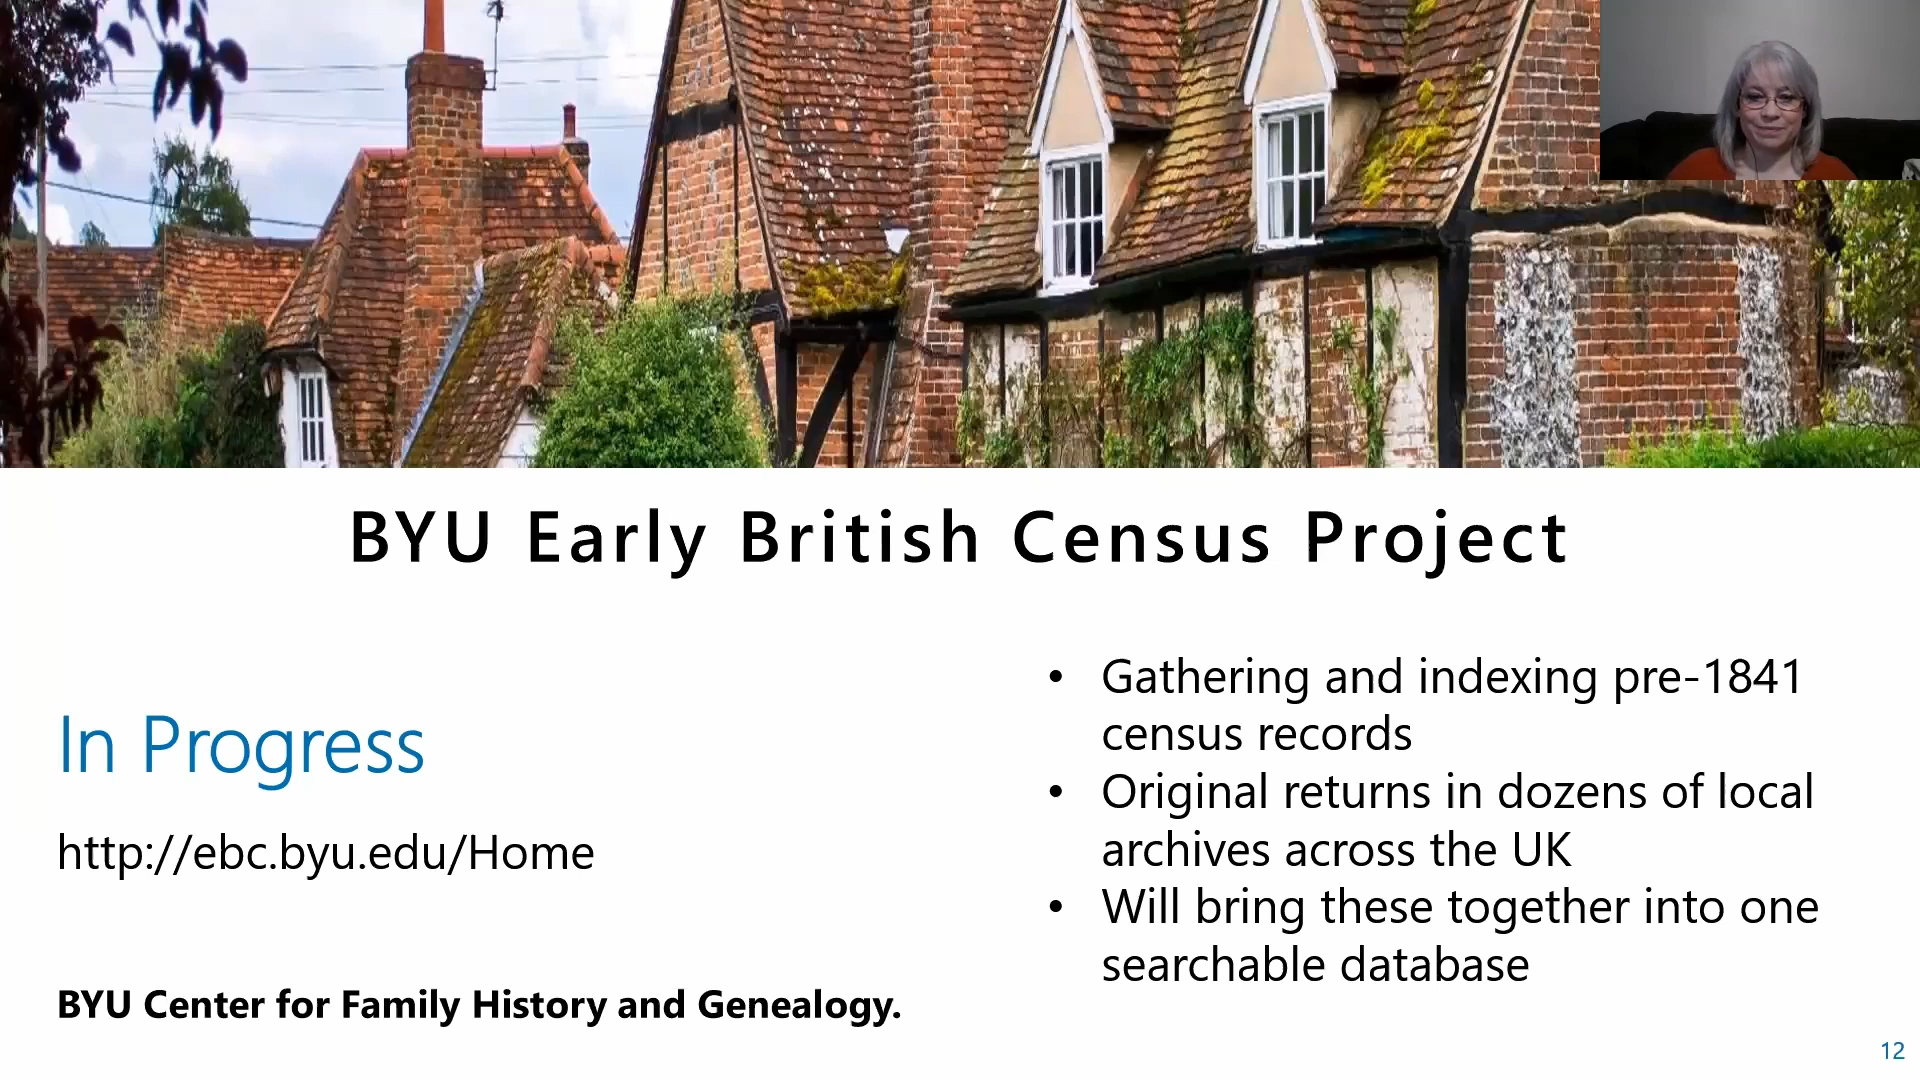 BYU Early British Census Project
In Progress
http://ebc.byu.edu/Home
BYU Center for Family History and Genealogy.
• Gathering and indexing pre-1841
census records
• Original returns in dozens of local
archives across the UK
• Will bring these together into one
searchable database
12